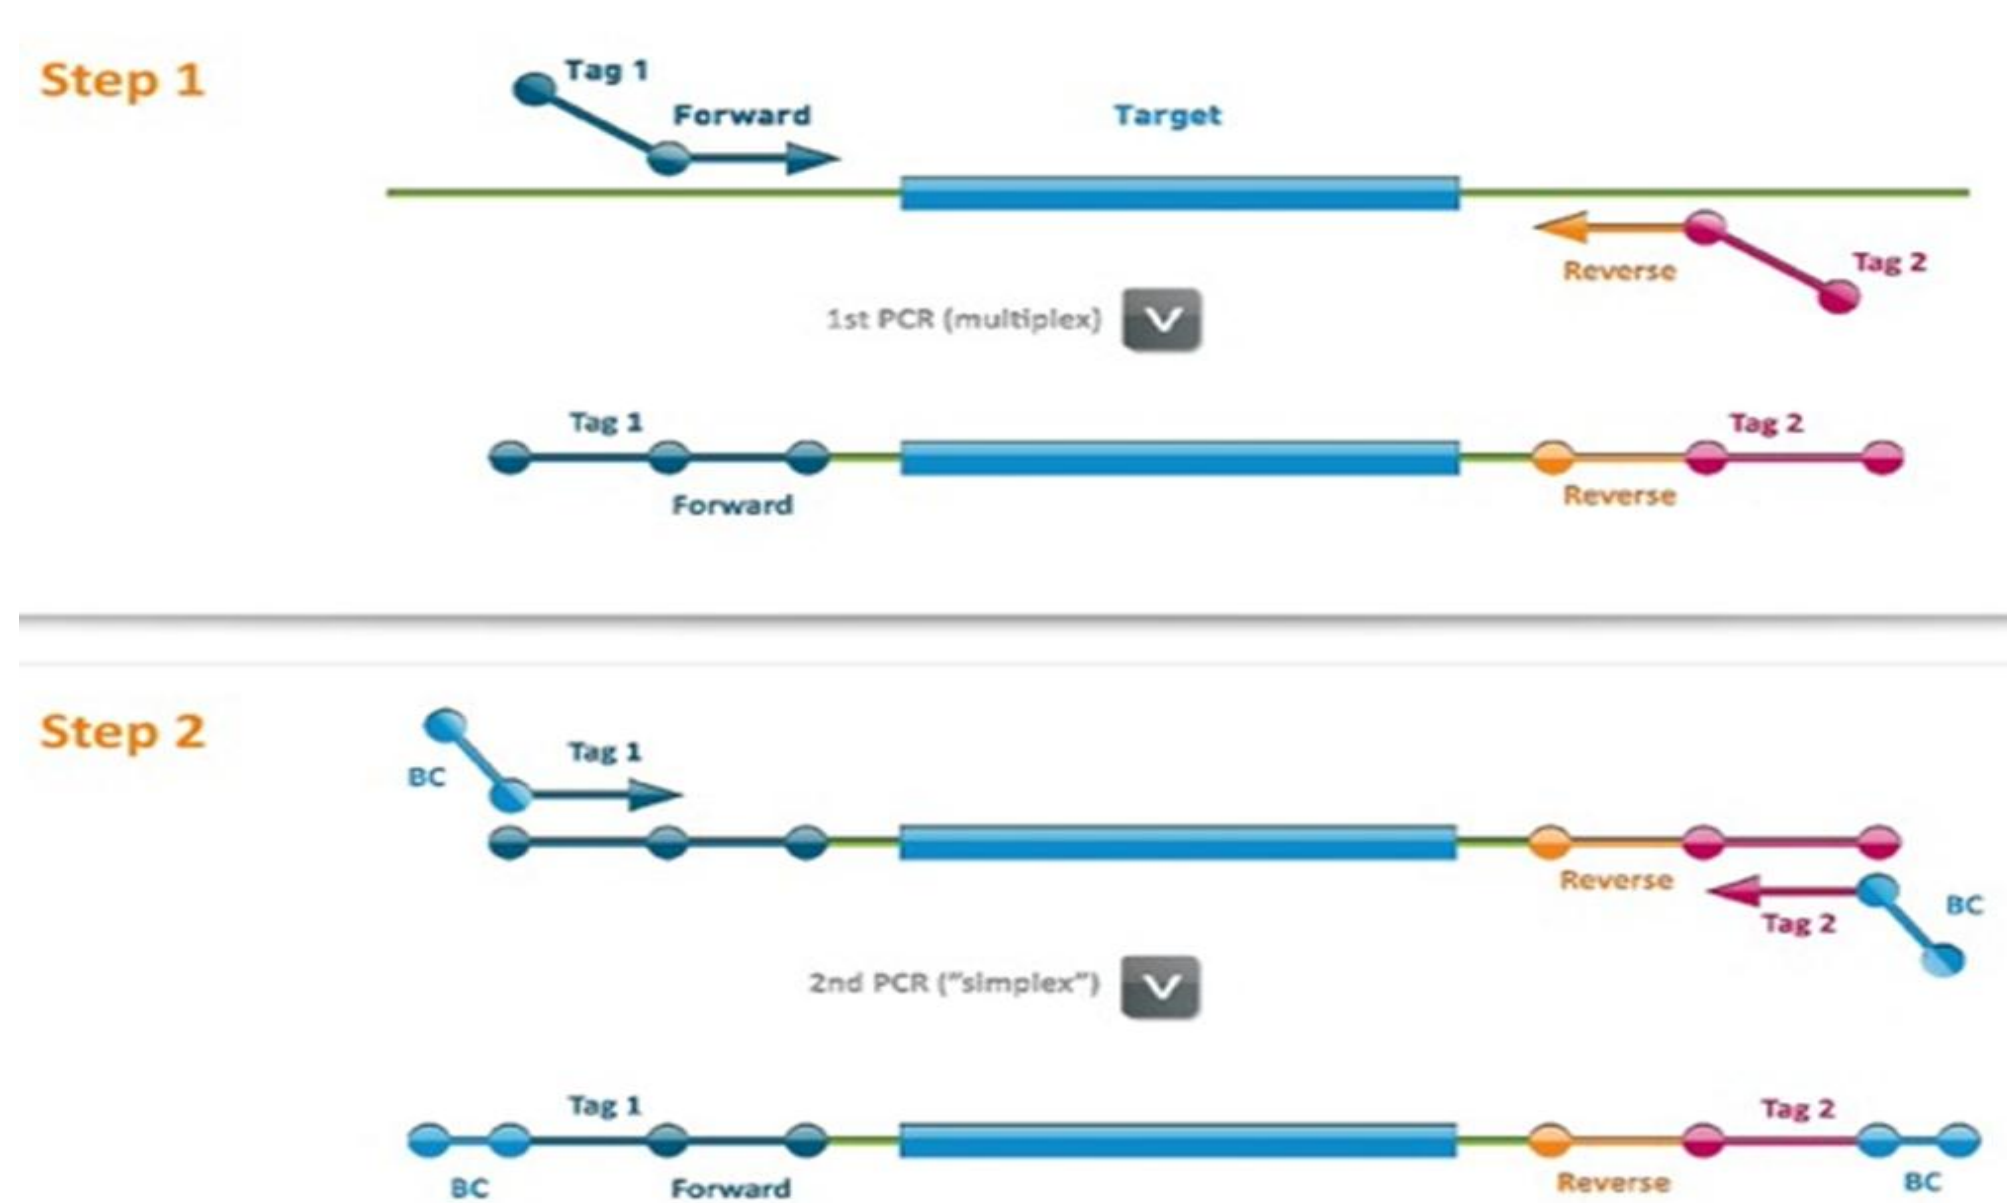 Step 1
Tag 1
Forward
Target
Reverse
Tag 2
1st PCR (multiplex)
V
Tag 1
Tag 2
Forward
Reverse
Step 2
BC
Tag 1
Reverse
Tag 2
BC
2nd PCR ("simplex")
V
Tag 1
Tag 2
BC
Forward
Reverse
BC